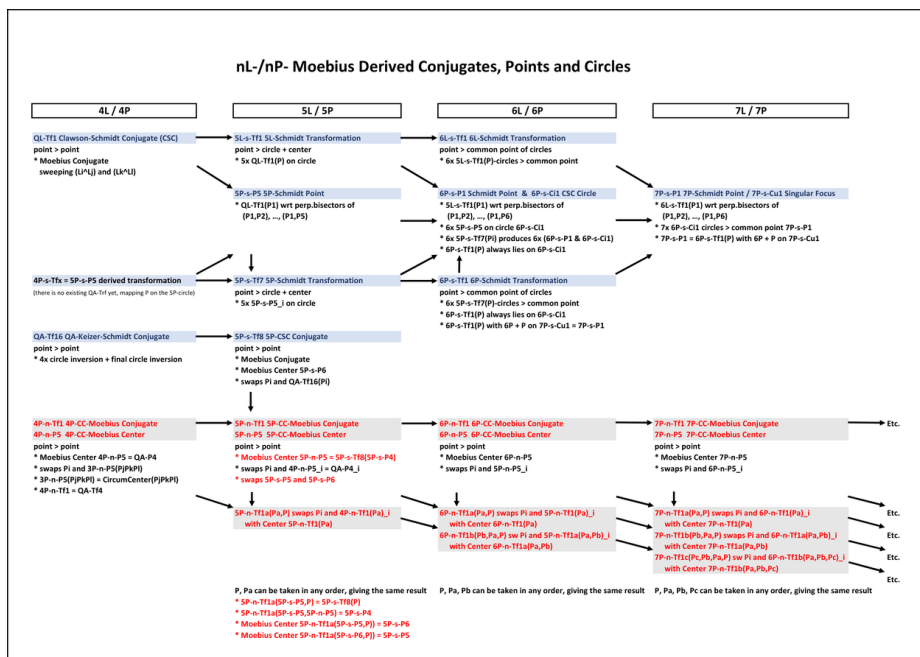 nL-/nP- Moebius Derived Conjugates, Points and Circles
4L / 4P
5L / 5P
6L / 6P
7L / 7P
QL-Tf1 Clawson-Schmidt Conjugate (CSC)
point > point
* Moebius Conjugate
sweeping (Li^Lj) and (Lk^Ll)
5L-s-Tf1 5L-Schmidt Transformation
point > circle + center
* 5x QL-Tf1(P) on circle
6L-s-Tf1 6L-Schmidt Transformation
point > common point of circles
* 6x 5L-s-Tf1(P)-circles > common point
5P-s-P5 5P-Schmidt Point
* QL-Tf1(P1) wrt perp.bisectors of
(P1,P2), ..., (P1,P5)
6P-s-P1 Schmidt Point & 6P-s-Ci1 CSC Circle
* 5L-s-Tf1(P1) wrt perp.bisectors of
(P1,P2), ..., (P1,P6)
* 6x 5P-s-P5 on circle 6P-s-Ci1
* 6x 5P-s-Tf7(Pi) produces 6x (6P-s-P1 & 6P-s-Ci1)
* 6P-s-Tf1(P) always lies on 6P-s-Ci1
7P-s-P1 7P-Schmidt Point / 7P-s-Cu1 Singular Focus
* 6L-s-Tf1(P1) wrt perp.bisectors of
(P1,P2), ..., (P1,P6)
* 7x 6P-s-Ci1 circles > common point 7P-s-P1
* 7P-s-P1 = 6P-s-Tf1(P) with 6P + P on 7P-s-Cu1
4P-s-Tfx = 5P-s-P5 derived transformation
(there is no existing QA-Trf yet, mapping P on the 5P-circle)
5P-s-Tf7 5P-Schmidt Transformation
point > circle + center
* 5x 5P-s-P5_i on circle
6P-s-Tf1 6P-Schmidt Transformation
point > common point of circles
* 6x 5P-s-Tf7(P)-circles > common point
* 6P-s-Tf1(P) always lies on 6P-s-Ci1
* 6P-s-Tf1(P) with 6P + P on 7P-s-Cu1 = 7P-s-P1
QA-Tf16 QA-Keizer-Schmidt Conjugate
point > point
* 4x circle inversion + final circle inversion
5P-s-Tf8 5P-CSC Conjugate
point > point
* Moebius Conjugate
* Moebius Center 5P-s-P6
* swaps Pi and QA-Tf16(Pi)
4P-n-Tf1 4P-CC-Moebius Conjugate
4P-n-P5 4P-CC-Moebius Center
point > point
* Moebius Center 4P-n-P5 = QA-P4
* swaps Pi and 3P-n-P5(PjPkPl)
* 3P-n-P5(PjPkPl) = CircumCenter(PjPkPl)
* 4P-n-Tf1 = QA-Tf4
5P-n-Tf1 5P-CC-Moebius Conjugate
5P-n-P5 5P-CC-Moebius Center
point > point
* Moebius Center 5P-n-P5 = 5P-s-Tf8(5P-s-P4)
* swaps Pi and 4P-n-P5_i = QA-P4_i
* swaps 5P-s-P5 and 5P-s-P6
6P-n-Tf1 6P-CC-Moebius Conjugate
6P-n-P5 6P-CC-Moebius Center
point > point
* Moebius Center 6P-n-P5
* swaps Pi and 5P-n-P5_i
7P-n-Tf1 7P-CC-Moebius Conjugate
7P-n-P5 7P-CC-Moebius Center
point > point
* Moebius Center 7P-n-P5
* swaps Pi and 6P-n-P5_i
Etc.
5P-n-Tf1a(Pa,P) swaps Pi and 4P-n-Tf1(Pa)_i
with Center 5P-n-Tf1(Pa)
6P-n-Tf1a(Pa,P) swaps Pi and 5P-n-Tf1(Pa)_i
with Center 6P-n-Tf1(Pa)
6P-n-Tf1b(Pb,Pa,P) sw Pi and 5P-n-Tf1a(Pa,Pb)_i
with Center 6P-n-Tf1a(Pa,Pb)
7P-n-Tf1a(Pa,P) swaps Pi and 6P-n-Tf1(Pa)_i
with Center 7P-n-Tf1(Pa)
7P-n-Tf1b(Pb,Pa,P) swaps Pi and 6P-n-Tf1a(Pa,Pb)_i
with Center 7P-n-Tf1a(Pa,Pb)
7P-n-Tf1c(Pc,Pb,Pa,P) sw Pi and 6P-n-Tf1b(Pa,Pb,Pc)_i
with Center 7P-n-Tf1b(Pa,Pb,Pc)
Etc.
Etc.
Etc.
Etc.
P, Pa can be taken in any order, giving the same result
* 5P-n-Tf1a(5P-s-P5,P) = 5P-s-Tf8(P)
* 5P-n-Tf1a(5P-s-P5,5P-n-P5) = 5P-s-P4
* Moebius Center 5P-n-Tf1a(5P-s-P5,P)) = 5P-s-P6
* Moebius Center 5P-n-Tf1a(5P-s-P6,P)) = 5P-s-P5
P, Pa, Pb can be taken in any order, giving the same result
P, Pa, Pb, Pc can be taken in any order, giving the same result